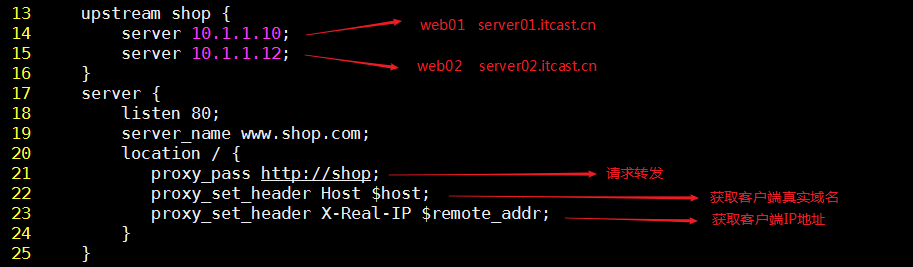 13 upstream shop {
14 server 10.1.1.10; web01 server01.itcast.cn
15 server 10.1.1.12; web02 server02.itcast.cn
16 }
17 server {
18 listen 80;
19 server_name www.shop.com;
20 location / {
21 proxy_pass http://shop; 请求转发
22 proxy_set_header Host $host; 获取客户端真实域名
23 proxy_set_header X-Real-IP $remote_addr; 获取客户端IP地址
24 }
25 }